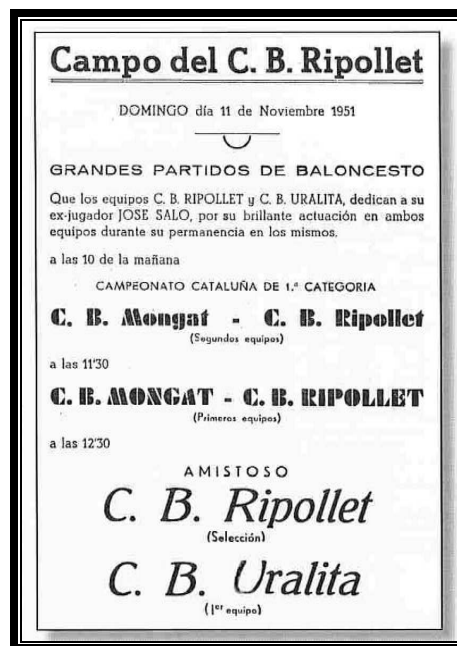 Campo del C. B. Ripollet
DOMINGO día 11 de Noviembre 1951
GRANDES PARTIDOS DE BALONCESTO
Que los equipos C. B. RIPOLLET y C. B. URALITA, dedican a su
ex-jugador JOSE SALO, por su brillante actuación en ambos
equipos durante su permanencia en los mismos.
a las 10 de la mañana
CAMPEONATO CATALUÑA DE 1.ª CATEGORIA
C. B. Mongat - C. B. Ripollet
(Segundos equipos)
a las 11'30
C. B. MONGAT - C. B. RIPOLLET
(Primeros equipos)
a las 12'30
AMISTOSO
C. B. Ripollet
(Selección)
C. B. Uralita
(1er equipo)